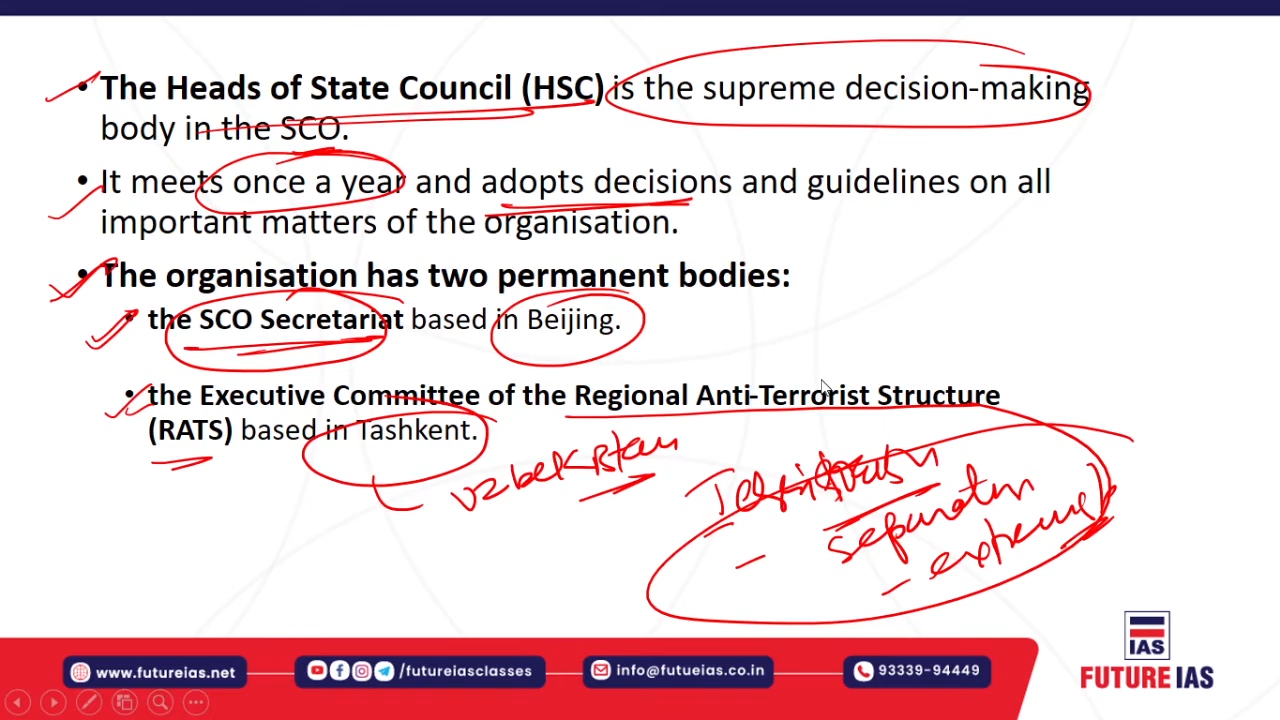 • The Heads of State Council (HSC) is the supreme decision-making
body in the SCO.
• It meets once a year and adopts decisions and guidelines on all
important matters of the organisation.
• The organisation has two permanent bodies:
• the SCO Secretariat based in Beijing.
• the Executive Committee of the Regional Anti-Terrorist Structure
(RATS) based in Tashkent.
uzbekistan
- separatism
- extremism
IAS
www.futureias.net
/futureiasclasses
info@futueias.co.in
93339-94449
FUTURE IAS